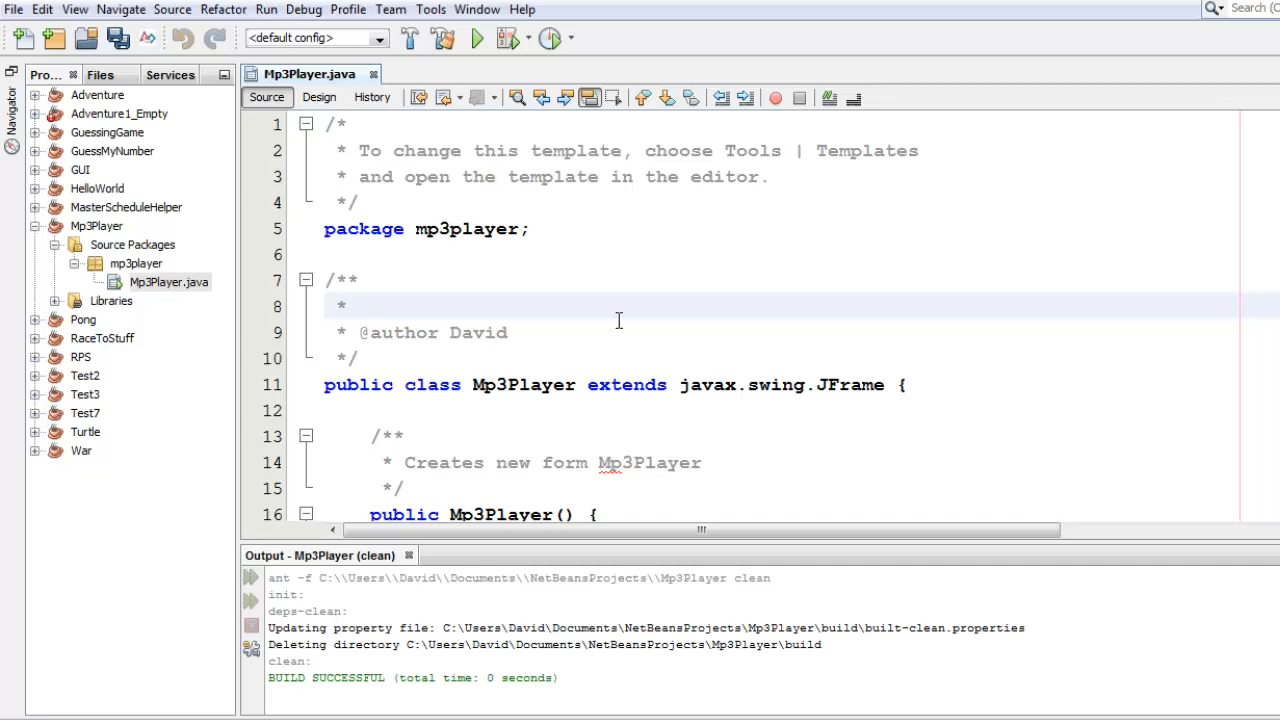 File Edit View Navigate Source Refactor Run Debug Profile Team Tools Window Help
Search (C
<default config>
Navigator
Pro... Files Services
Adventure
Adventure1_Empty
GuessingGame
GuessMyNumber
GUI
HelloWorld
MasterScheduleHelper
Mp3Player
Source Packages
mp3player
Mp3Player.java
Libraries
Pong
RaceToStuff
RPS
Test2
Test3
Test7
Turtle
War
Mp3Player.java
Source Design History
1 /*
2 * To change this template, choose Tools | Templates
3 * and open the template in the editor.
4 */
5 package mp3player;
6
7 /**
8 *
9 * @author David
10 */
11 public class Mp3Player extends javax.swing.JFrame {
12
13 /**
14 * Creates new form Mp3Player
15 */
16 public Mp3Player() {
Output - Mp3Player (clean)
ant -f C:\\Users\\David\\Documents\\NetBeansProjects\\Mp3Player clean
init:
deps-clean:
Updating property file: C:\Users\David\Documents\NetBeansProjects\Mp3Player\build\built-clean.properties
Deleting directory C:\Users\David\Documents\NetBeansProjects\Mp3Player\build
clean:
BUILD SUCCESSFUL (total time: 0 seconds)